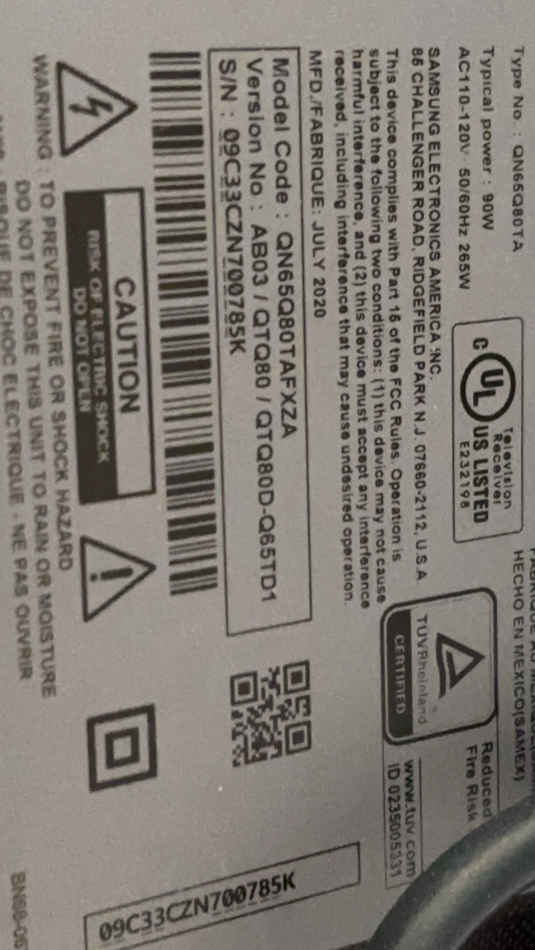 Type No. : QN65Q80TA
Typical power : 90W
AC110-120V~ 50/60Hz 265W
C UL US LISTED
Television
Receiver
E232198
HECHO EN MEXICO(SAMEX)
SAMSUNG ELECTRONICS AMERICA INC.
85 CHALLENGER ROAD, RIDGEFIELD PARK N.J. 07660-2112, U.S.A
This device complies with Part 15 of the FCC Rules. Operation is
subject to the following two conditions: (1) this device may not cause
harmful interference, and (2) this device must accept any interference
received, including interference that may cause undesired operation.
TÜVRheinland
CERTIFIED
Reduced
Fire Risk
www.tuv.com
ID 0235005331
MFD./FABRIQUE: JULY 2020
Model Code : QN65Q80TAFXZA
Version No. : AB03 / QTQ80 / QTQ80D-Q65TD1
S/N : 09C33CZN700785K
CAUTION
RISK OF ELECTRIC SHOCK
DO NOT OPEN
WARNING : TO PREVENT FIRE OR SHOCK HAZARD
DO NOT EXPOSE THIS UNIT TO RAIN OR MOISTURE
RISQUE DE CHOC ELECTRIQUE - NE PAS OUVRIR
09C33CZN700785K